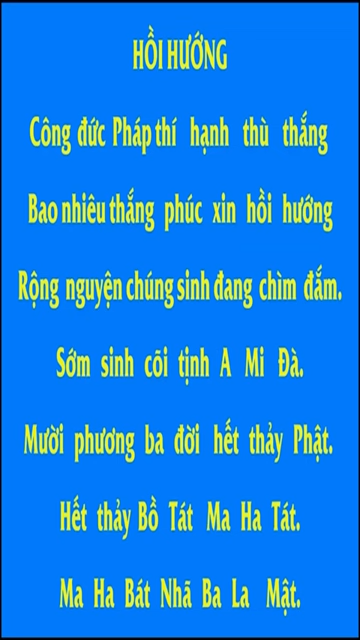 HỒI HƯỚNG
Công đức Pháp thí hạnh thù thắng
Bao nhiêu thắng phúc xin hồi hướng
Rộng nguyện chúng sinh đang chìm đắm.
Sớm sinh cõi tịnh A Mi Đà.
Mười phương ba đời hết thảy Phật.
Hết thảy Bồ Tát Ma Ha Tát.
Ma Ha Bát Nhã Ba La Mật.